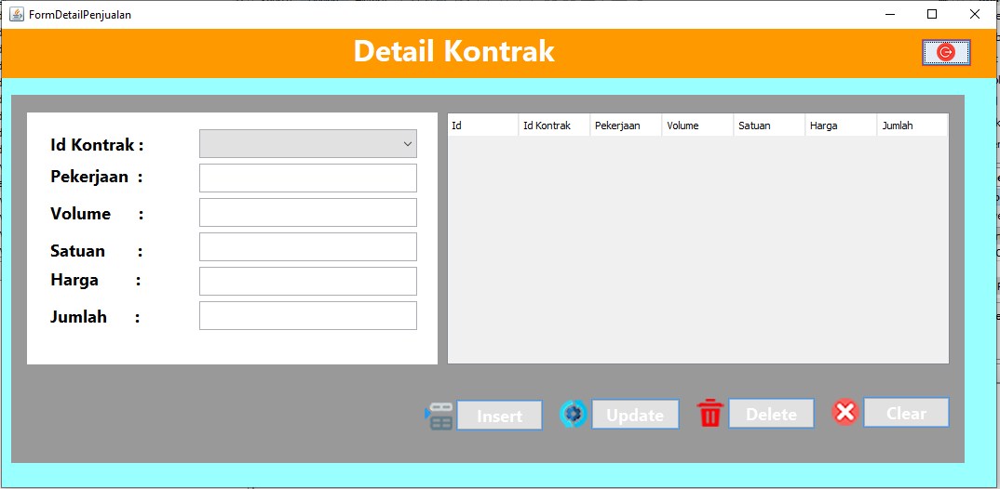 FormDetailPenjualan
Detail Kontrak
Id Kontrak :
Pekerjaan :
Volume :
Satuan :
Harga :
Jumlah :
Id Id Kontrak Pekerjaan Volume Satuan Harga Jumlah
Insert Update Delete Clear